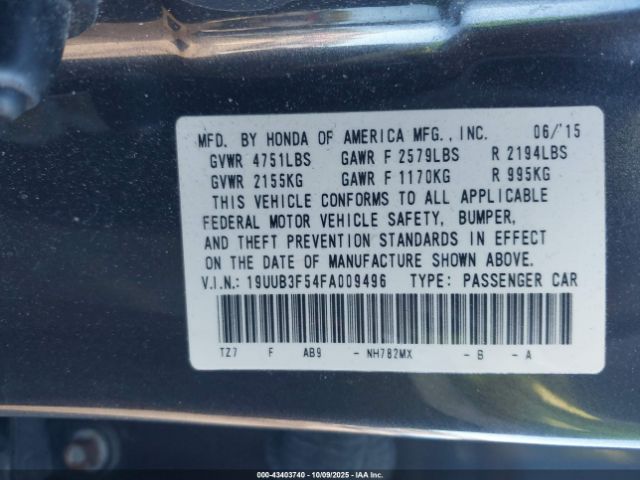 MFD. BY HONDA OF AMERICA MFG., INC. 06/'15
GVWR 4751LBS GAWR F 2579LBS R 2194LBS
GVWR 2155KG GAWR F 1170KG R 995KG
THIS VEHICLE CONFORMS TO ALL APPLICABLE
FEDERAL MOTOR VEHICLE SAFETY, BUMPER,
AND THEFT PREVENTION STANDARDS IN EFFECT
ON THE DATE OF MANUFACTURE SHOWN ABOVE.
V.I.N.: 19UUB3F54FA009496 TYPE: PASSENGER CAR
TZ7 F AB9 - NH782MX - B - A
000-43403740 - 10/09/2025 - IAA Inc.